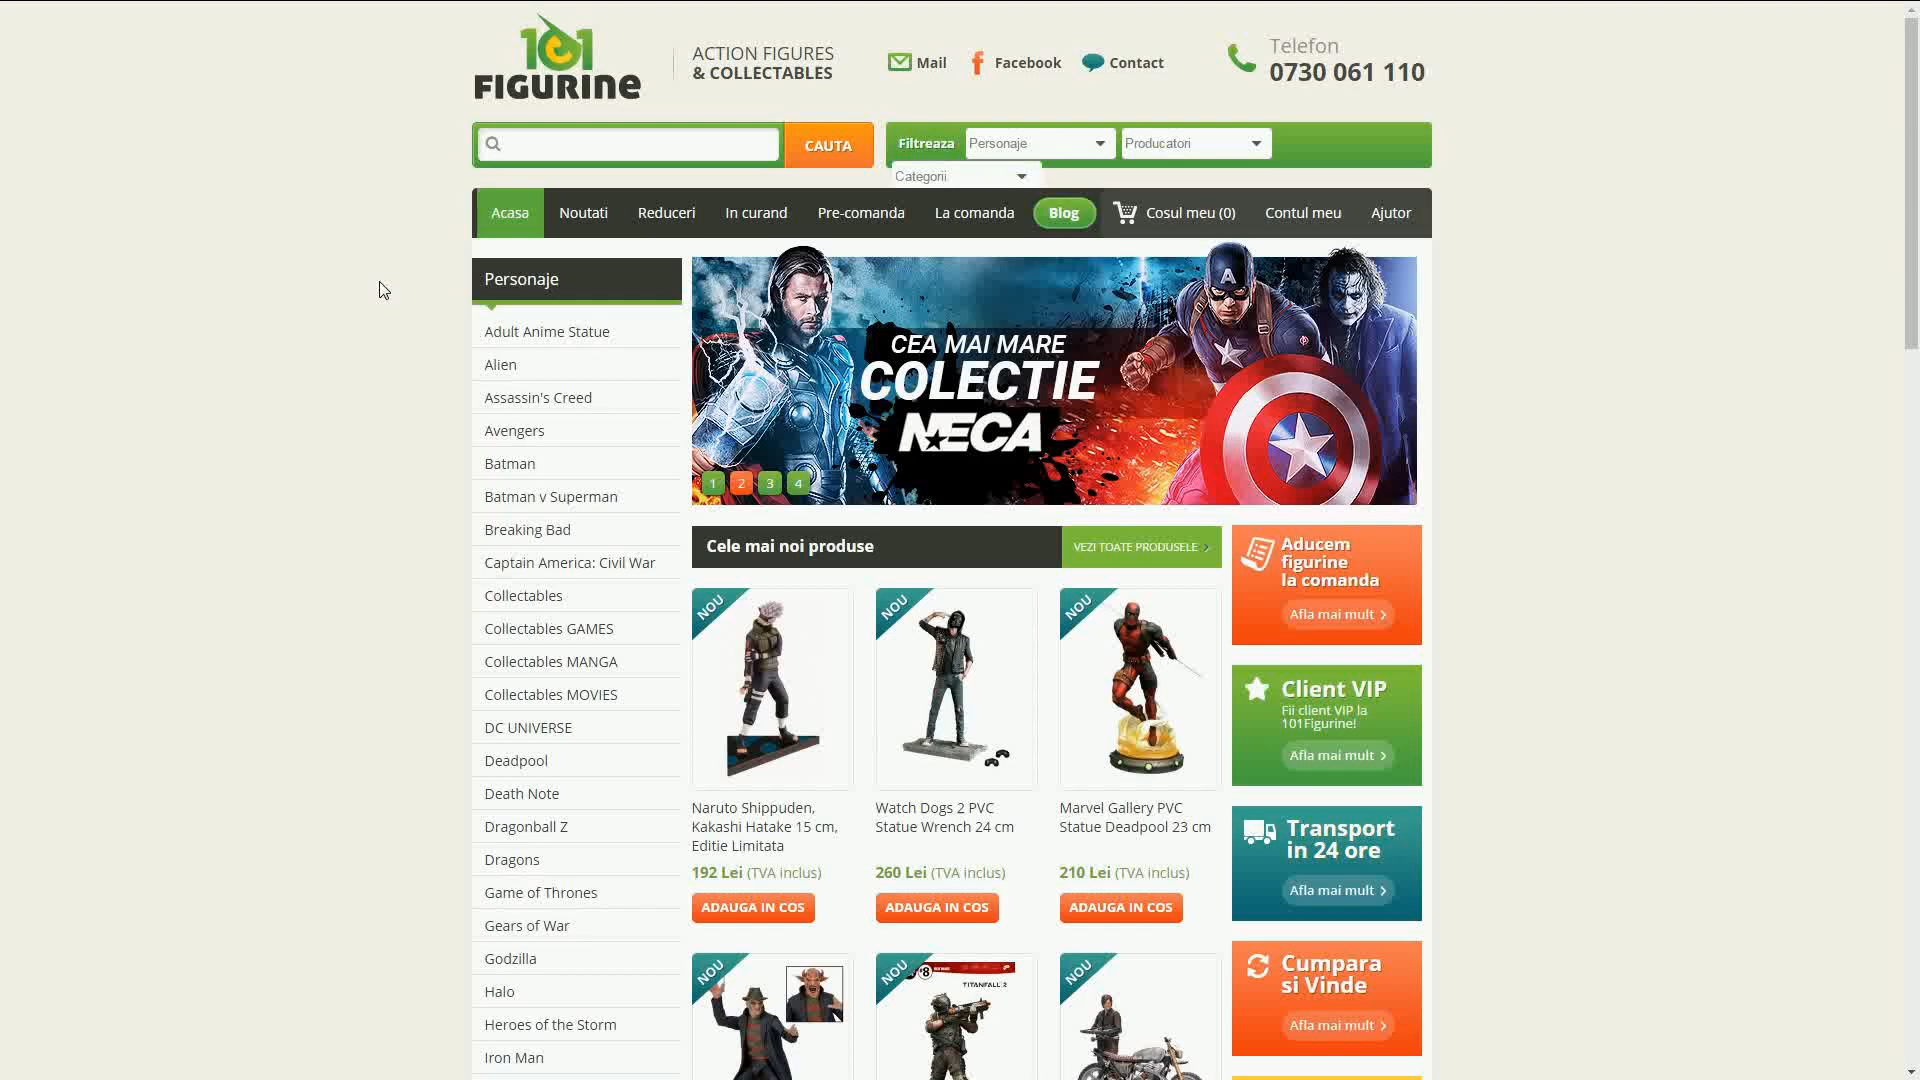 101
FIGURINE
ACTION FIGURES
& COLLECTABLES
Mail
Facebook
Contact
Telefon
0730 061 110
CAUTA
Filtreaza
Personaje
Producatori
Categorii
Acasa
Noutati
Reduceri
In curand
Pre-comanda
La comanda
Blog
Cosul meu (0)
Contul meu
Ajutor
Personaje
Adult Anime Statue
Alien
Assassin's Creed
Avengers
Batman
Batman v Superman
Breaking Bad
Captain America: Civil War
Collectables
Collectables GAMES
Collectables MANGA
Collectables MOVIES
DC UNIVERSE
Deadpool
Death Note
Dragonball Z
Dragons
Game of Thrones
Gears of War
Godzilla
Halo
Heroes of the Storm
Iron Man
CEA MAI MARE
COLECTIE
NECA
1 2 3 4
Cele mai noi produse
VEZI TOATE PRODUSELE >
NOU
Naruto Shippuden,
Kakashi Hatake 15 cm,
Editie Limitata
192 Lei (TVA inclus)
ADAUGA IN COS
NOU
Watch Dogs 2 PVC
Statue Wrench 24 cm
260 Lei (TVA inclus)
ADAUGA IN COS
NOU
Marvel Gallery PVC
Statue Deadpool 23 cm
210 Lei (TVA inclus)
ADAUGA IN COS
NOU
NOU
#8
TITANFALL 2
NOU
Aducem
figurine
la comanda
Afla mai mult >
Client VIP
Fii client VIP la
101Figurine!
Afla mai mult >
Transport
in 24 ore
Afla mai mult >
Cumpara
si Vinde
Afla mai mult >